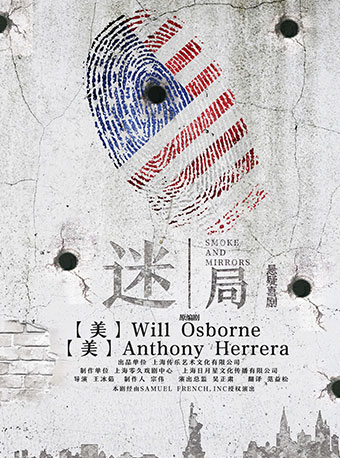 迷局
SMOKE
AND
MIRRORS
悬疑喜剧
原编剧
【美】Will Osborne
【美】Anthony Herrera
出品单位 上海传乐艺术文化有限公司
制作单位 上海零久戏剧中心 上海日月星文化传播有限公司
导演 王冰茹 制作人 宗伟 演出总监 吴正肃 翻译 范益松
本剧经由SAMUEL FRENCH, INC授权演出